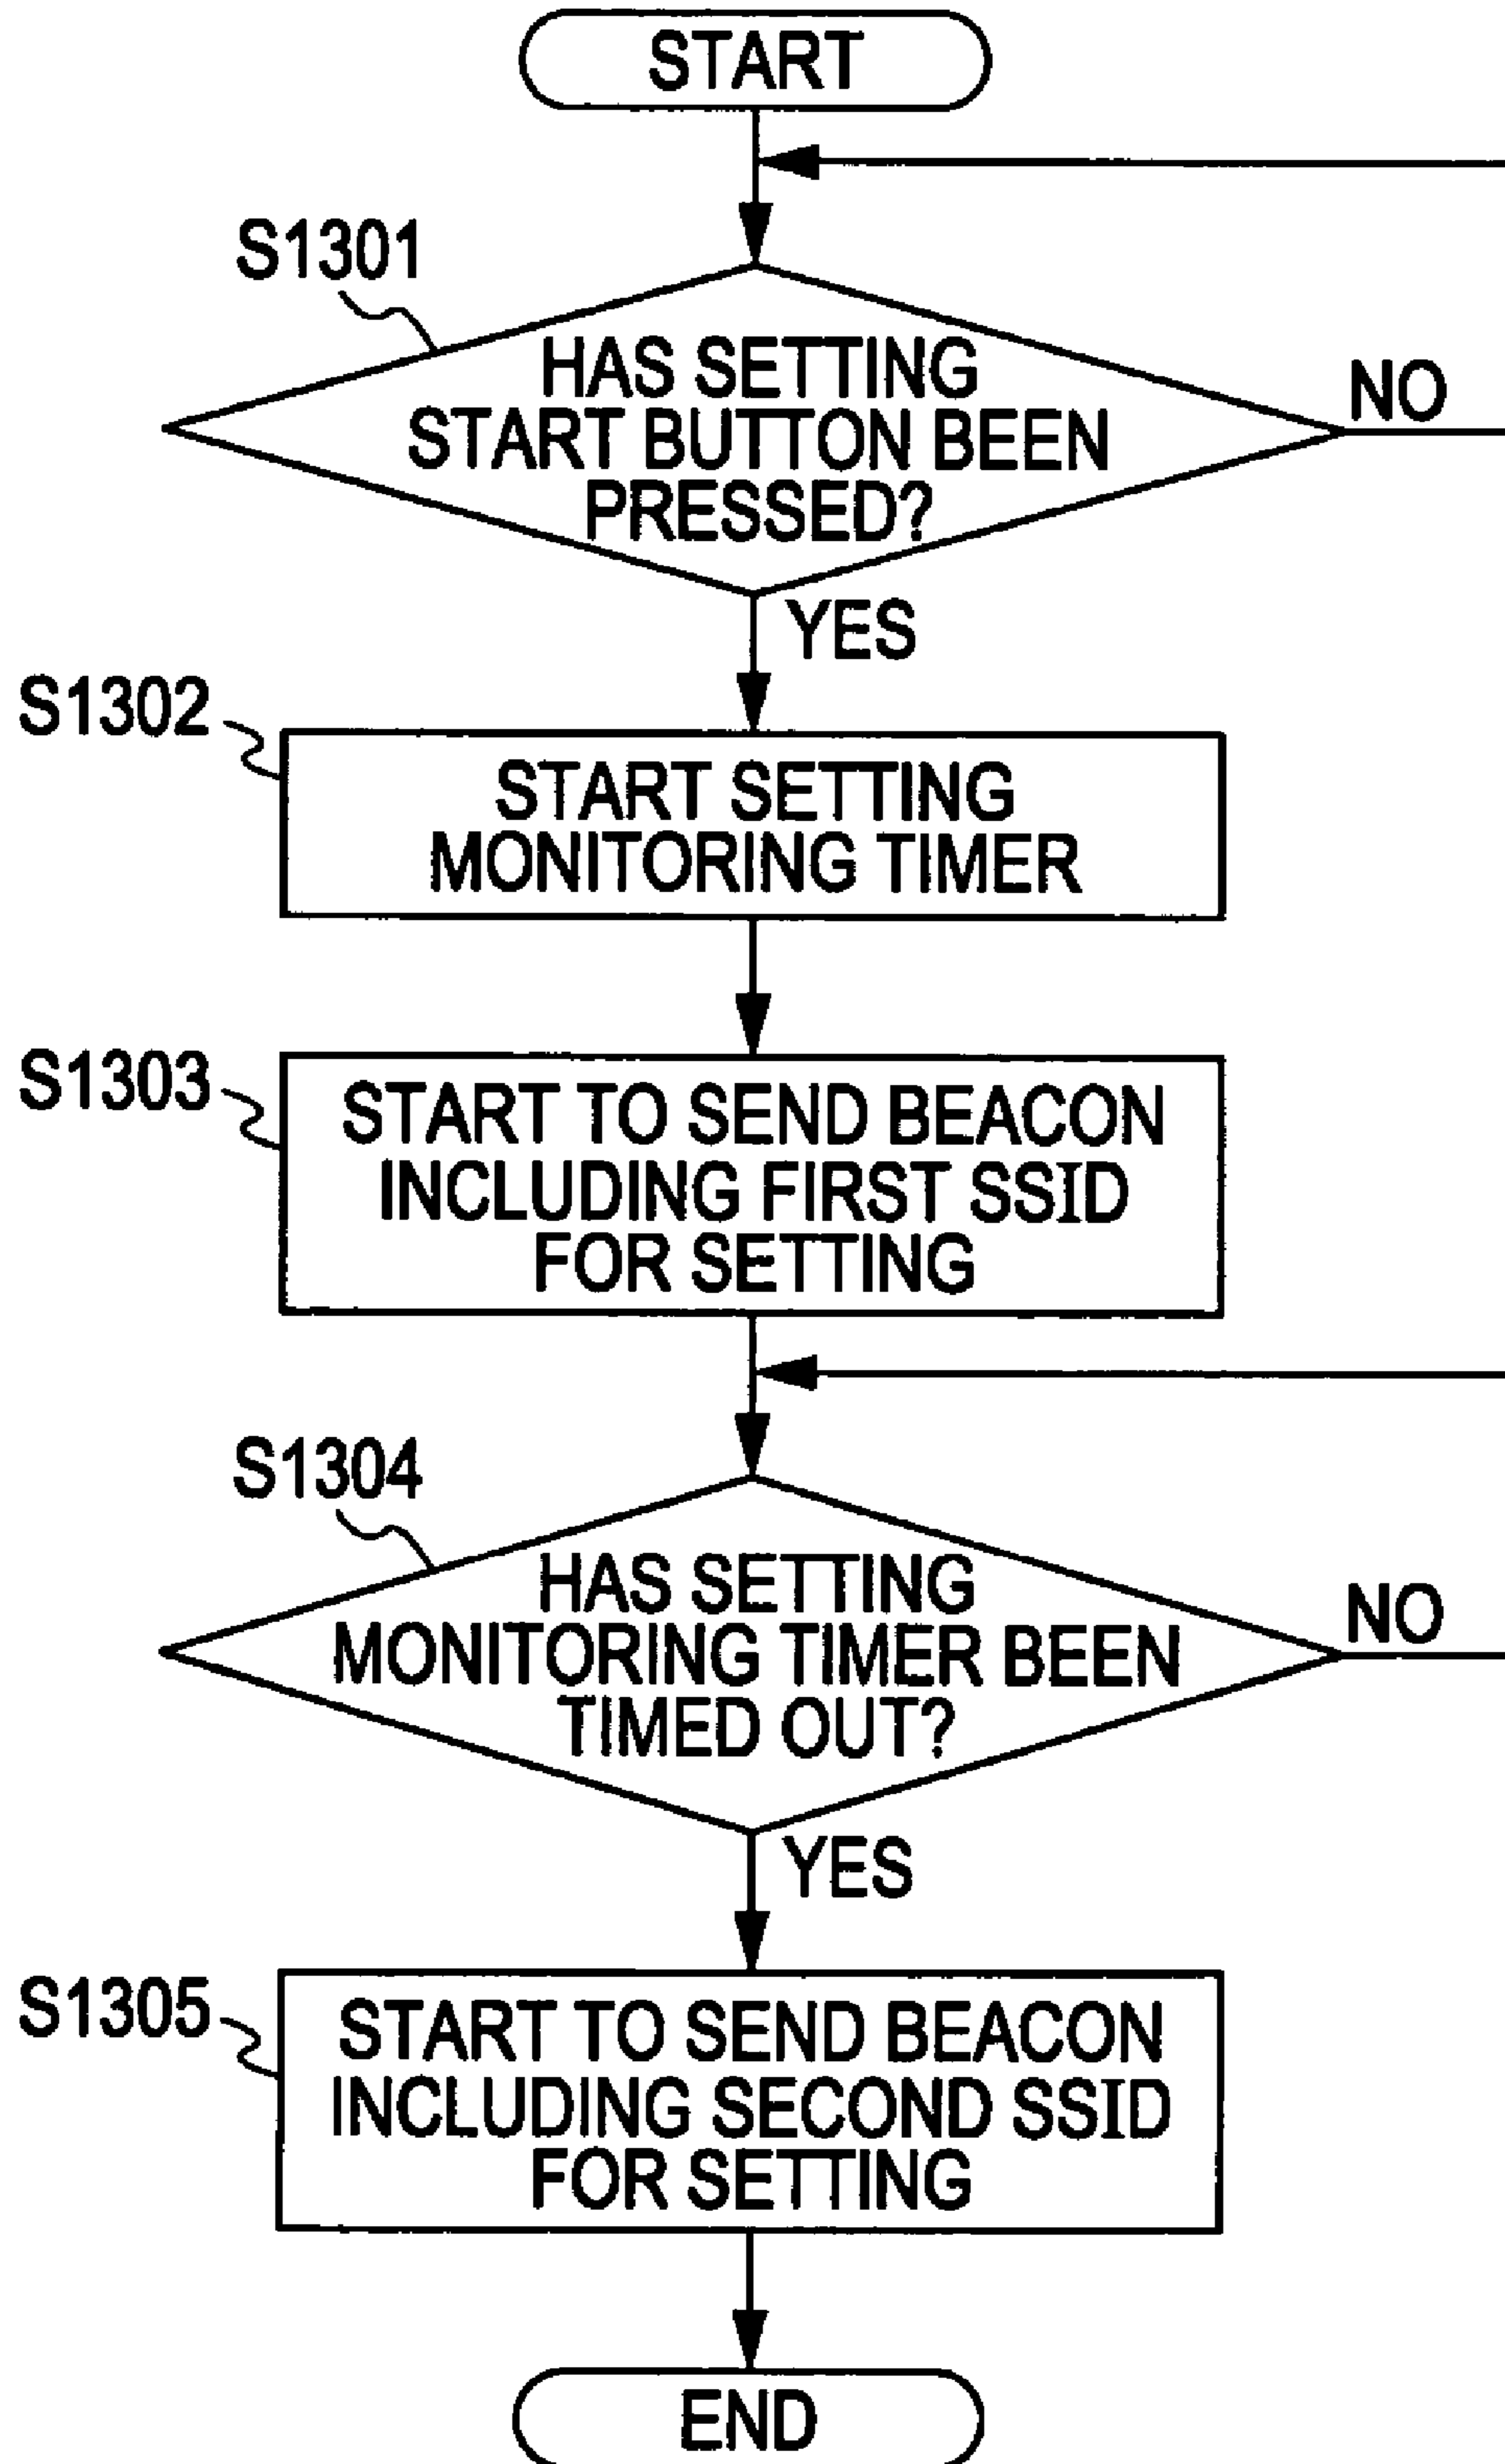 START
S1301
HAS SETTING
START BUTTON BEEN
PRESSED?
NO
YES
S1302
START SETTING
MONITORING TIMER
S1303
START TO SEND BEACON
INCLUDING FIRST SSID
FOR SETTING
S1304
HAS SETTING
MONITORING TIMER BEEN
TIMED OUT?
NO
YES
S1305
START TO SEND BEACON
INCLUDING SECOND SSID
FOR SETTING
END